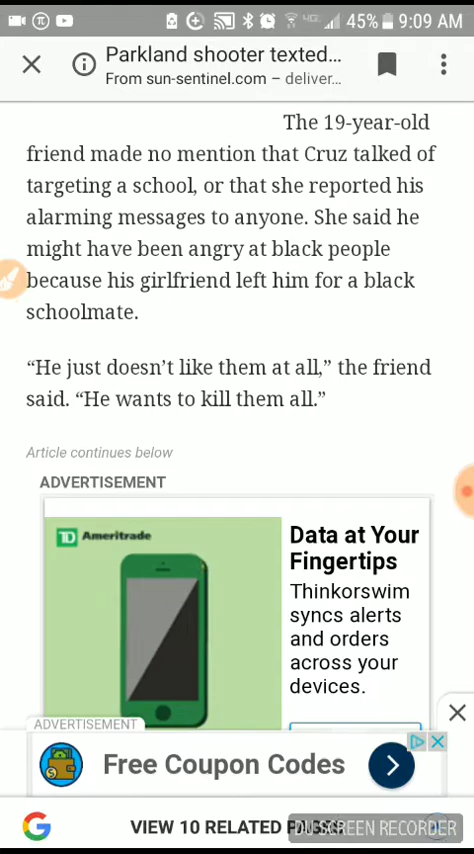 4G
45% 9:09 AM
Parkland shooter texted...
From sun-sentinel.com – deliver...
The 19-year-old
friend made no mention that Cruz talked of
targeting a school, or that she reported his
alarming messages to anyone. She said he
might have been angry at black people
because his girlfriend left him for a black
schoolmate.
“He just doesn’t like them at all,” the friend
said. “He wants to kill them all.”
Article continues below
ADVERTISEMENT
TD Ameritrade
Data at Your
Fingertips
Thinkorswim
syncs alerts
and orders
across your
devices.
ADVERTISEMENT
Free Coupon Codes
VIEW 10 RELATED
DU SCREEN RECORDER